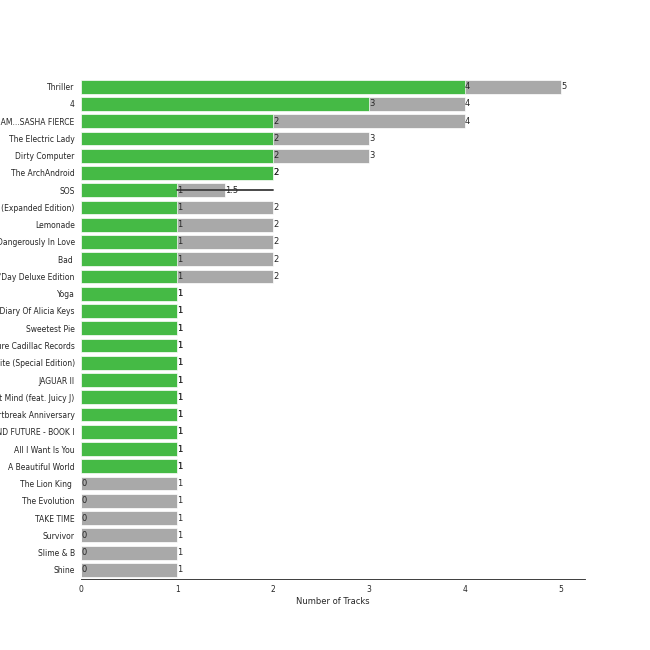 Thriller 4 5
4 3 4
AM...SASHA FIERCE 2 4
The Electric Lady 2 3
Dirty Computer 2 3
The ArchAndroid 2
SOS 1 1.5
(Expanded Edition) 1 2
Lemonade 1 2
Dangerously In Love 1 2
Bad 1 2
Day Deluxe Edition 1 2
Yoga 1
Diary Of Alicia Keys 1
Sweetest Pie 1
re Cadillac Records 1
ite (Special Edition) 1
JAGUAR II 1
t Mind (feat. Juicy J) 1
rtbreak Anniversary 1
ND FUTURE - BOOK I 1
All I Want Is You 1
A Beautiful World 1
The Lion King 0 1
The Evolution 0 1
TAKE TIME 0 1
Survivor 0 1
Slime & B 0 1
Shine 0 1
0 1 2 3 4 5
Number of Tracks